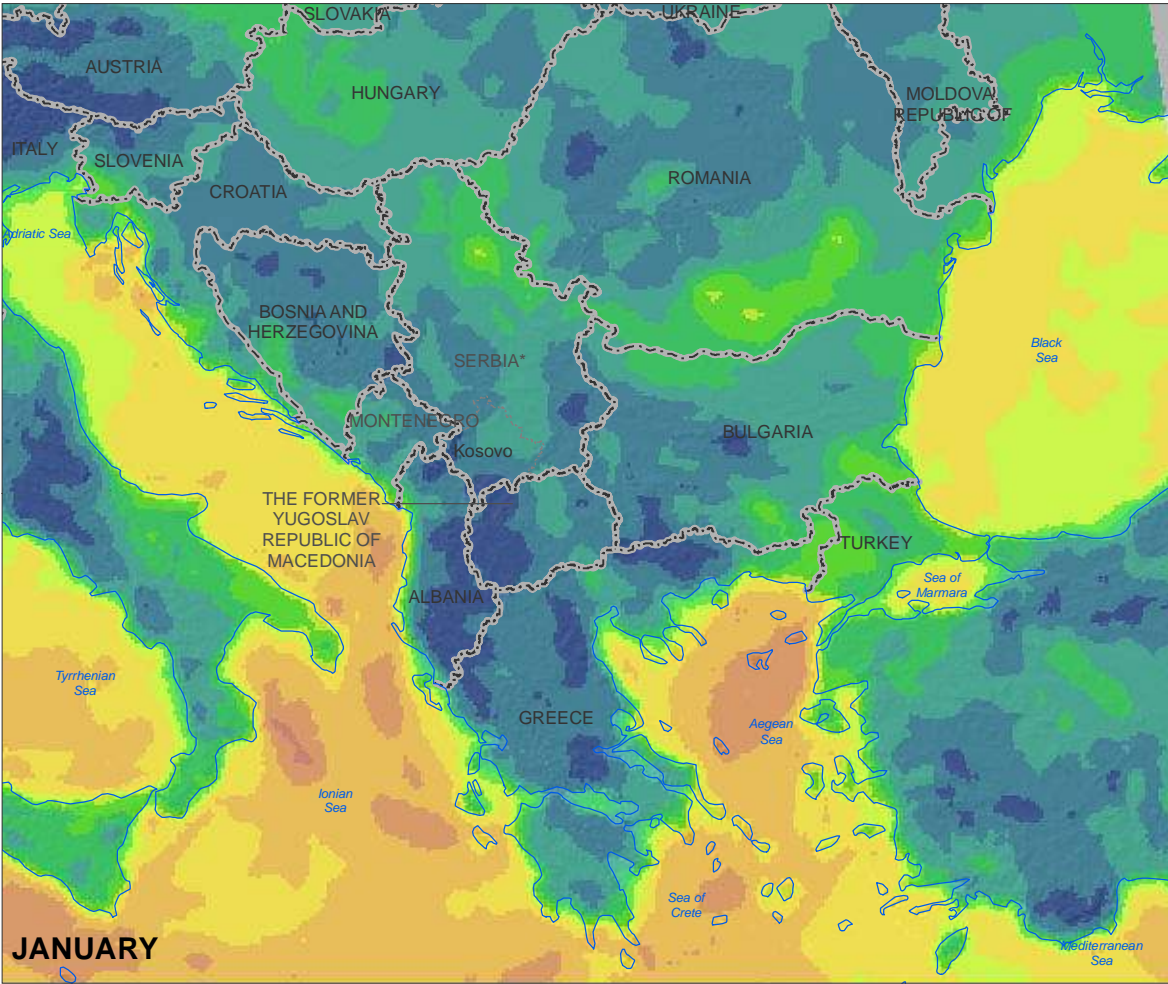 SLOVAKIA
UKRAINE
AUSTRIA
HUNGARY
MOLDOVA
REPUBLIC OF
ITALY
SLOVENIA
ROMANIA
CROATIA
Adriatic Sea
BOSNIA AND
HERZEGOVINA
SERBIA*
Black
Sea
MONTENEGRO
BULGARIA
Kosovo
THE FORMER
YUGOSLAV
REPUBLIC OF
MACEDONIA
TURKEY
Sea of
Marmara
ALBANIA
Tyrrhenian
Sea
GREECE
Aegean
Sea
Ionian
Sea
Sea of
Crete
JANUARY
Mediterranean
Sea